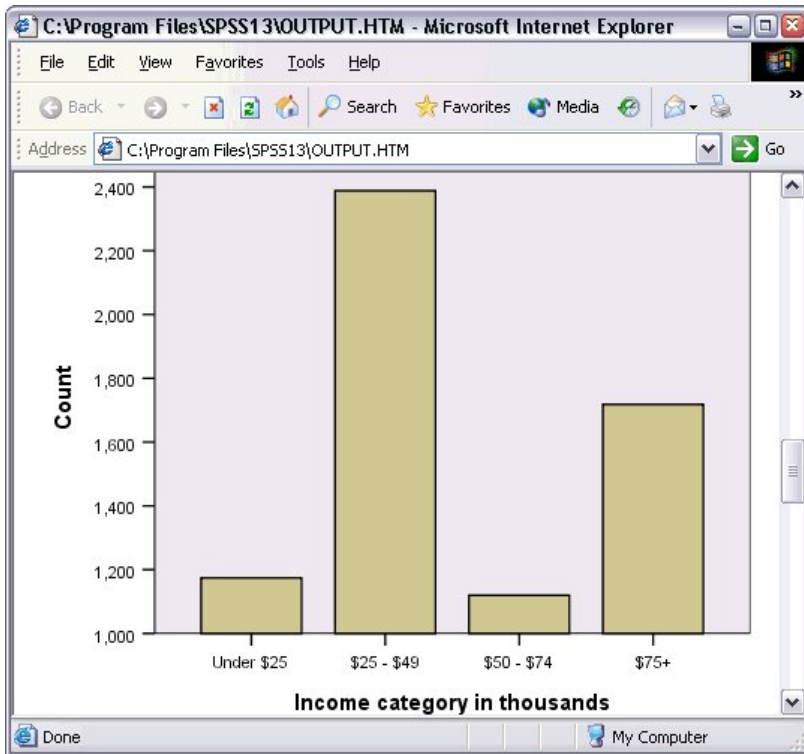 C:\Program Files\SPSS13\OUTPUT.HTM - Microsoft Internet Explorer
File Edit View Favorites Tools Help
Back Search Favorites Media »
Address C:\Program Files\SPSS13\OUTPUT.HTM Go
2,400
2,200
2,000
1,800
1,600
1,400
1,200
1,000
Count
Under $25 $25 - $49 $50 - $74 $75+
Income category in thousands
Done My Computer